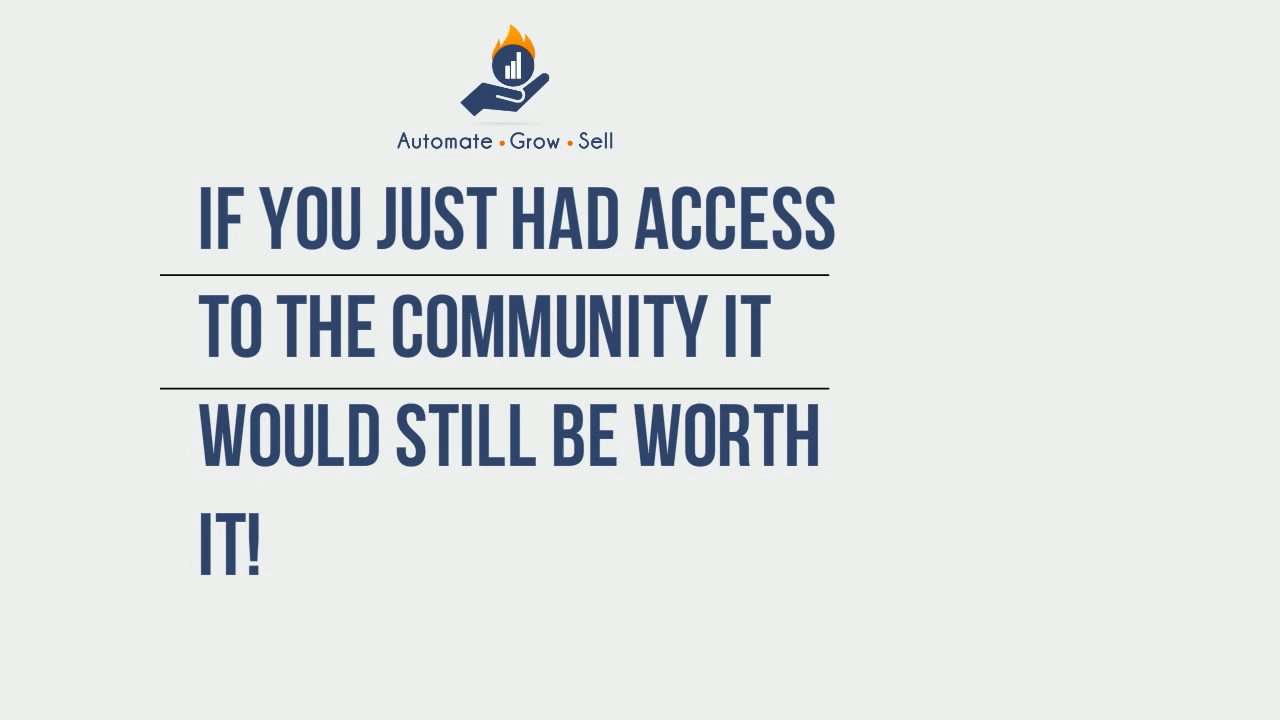 Automate • Grow • Sell
IF YOU JUST HAD ACCESS
TO THE COMMUNITY IT
WOULD STILL BE WORTH
IT!